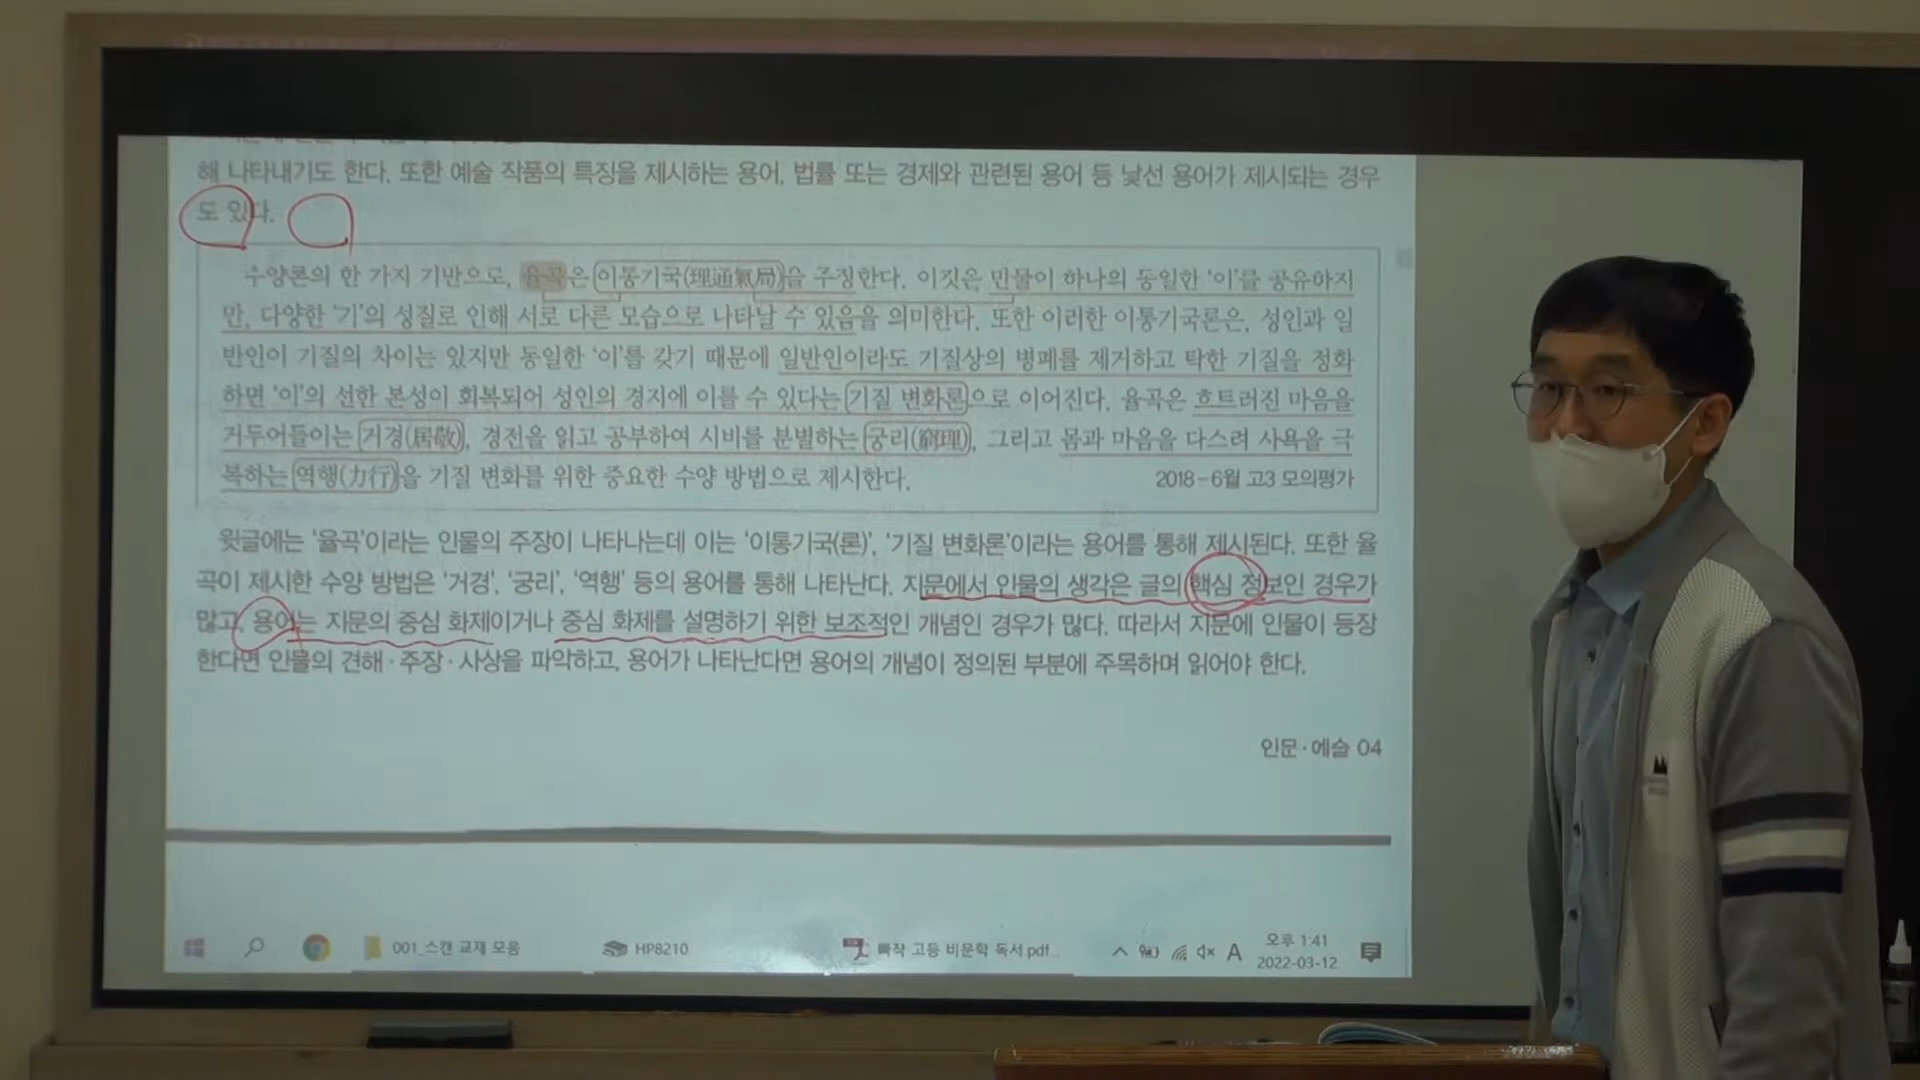 해 나타내기도 한다. 또한 예술 작품의 특징을 제시하는 용어, 법률 또는 경제와 관련된 용어 등 낯선 용어가 제시되는 경우
도 있다.
수양론의 한 가지 기반으로, 율곡은 이통기국(理通氣局)을 주장한다. 이것은 만물이 하나의 동일한 ‘이’를 공유하지
만, 다양한 ‘기’의 성질로 인해 서로 다른 모습으로 나타날 수 있음을 의미한다. 또한 이러한 이통기국론은, 성인과 일
반인이 기질의 차이는 있지만 동일한 ‘이’를 갖기 때문에 일반인이라도 기질상의 병폐를 제거하고 탁한 기질을 정화
하면 ‘이’의 선한 본성이 회복되어 성인의 경지에 이를 수 있다는 기질 변화론으로 이어진다. 율곡은 흐트러진 마음을
거두어들이는 거경(居敬), 경전을 읽고 공부하여 시비를 분별하는 궁리(窮理), 그리고 몸과 마음을 다스려 사욕을 극
복하는 역행(力行)을 기질 변화를 위한 중요한 수양 방법으로 제시한다.
2018-6월 고3 모의평가
윗글에는 ‘율곡’이라는 인물의 주장이 나타나는데 이는 ‘이통기국(론)’, ‘기질 변화론’이라는 용어를 통해 제시된다. 또한 율
곡이 제시한 수양 방법은 ‘거경’, ‘궁리’, ‘역행’ 등의 용어를 통해 나타난다. 지문에서 인물의 생각은 글의 핵심 정보인 경우가
많고, 용어는 지문의 중심 화제이거나 중심 화제를 설명하기 위한 보조적인 개념인 경우가 많다. 따라서 지문에 인물이 등장
한다면 인물의 견해·주장·사상을 파악하고, 용어가 나타난다면 용어의 개념이 정의된 부분에 주목하며 읽어야 한다.
인문·예술 04
001_스캔 교재 모음
HP8210
빠작 고등 비문학 독서.pdf...
A
오후 1:41
2022-03-12